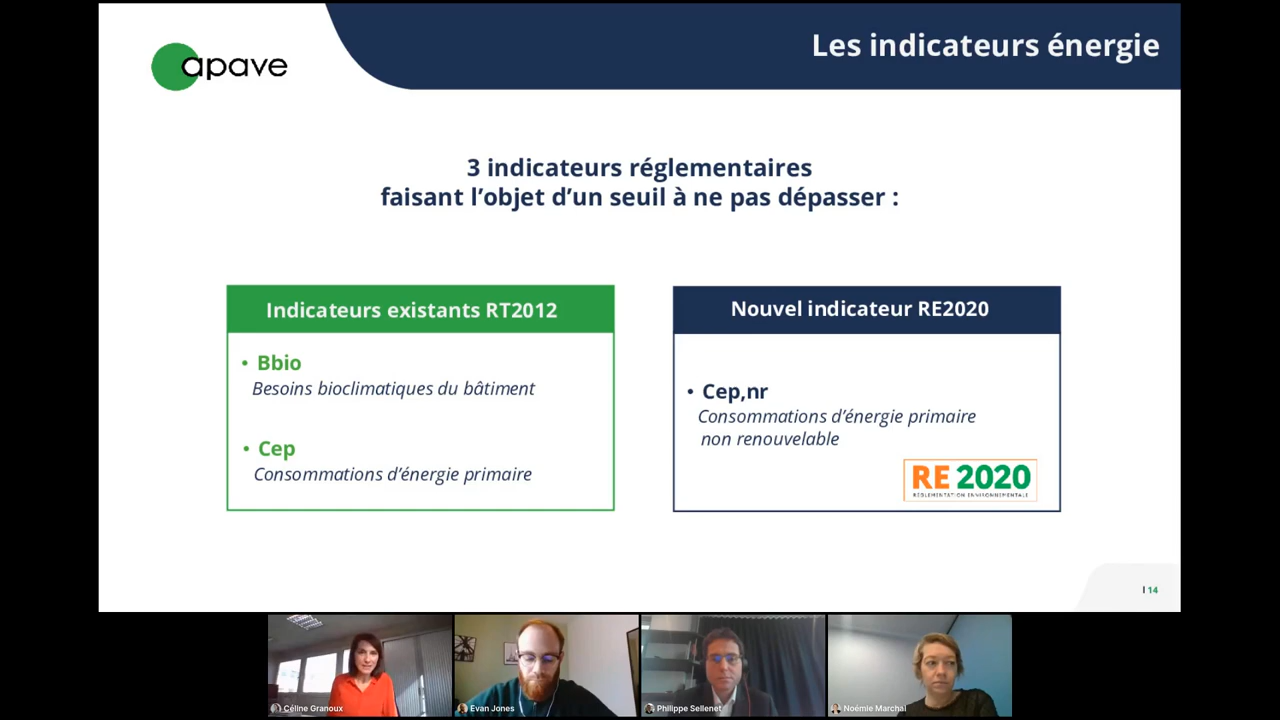 apave
Les indicateurs énergie
3 indicateurs réglementaires
faisant l’objet d’un seuil à ne pas dépasser :
Indicateurs existants RT2012
• Bbio
Besoins bioclimatiques du bâtiment
• Cep
Consommations d’énergie primaire
Nouvel indicateur RE2020
• Cep,nr
Consommations d’énergie primaire
non renouvelable
RE 2020
RÉGLEMENTATION ENVIRONNEMENTALE
I 14
Céline Granoux
Evan Jones
Philippe Sellenet
Noémie Marchal